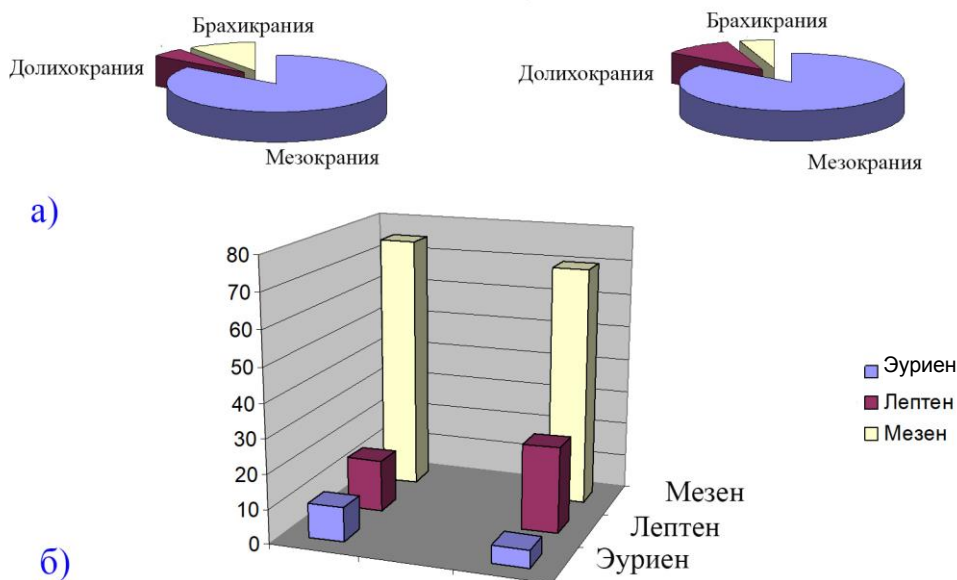 Брахикрания
Долихокрания
Мезокрания
Брахикрания
Долихокрания
Мезокрания
а)
80
70
60
50
40
30
20
10
0
Мезен
Лептен
Эуриен
Эуриен
Лептен
Мезен
б)